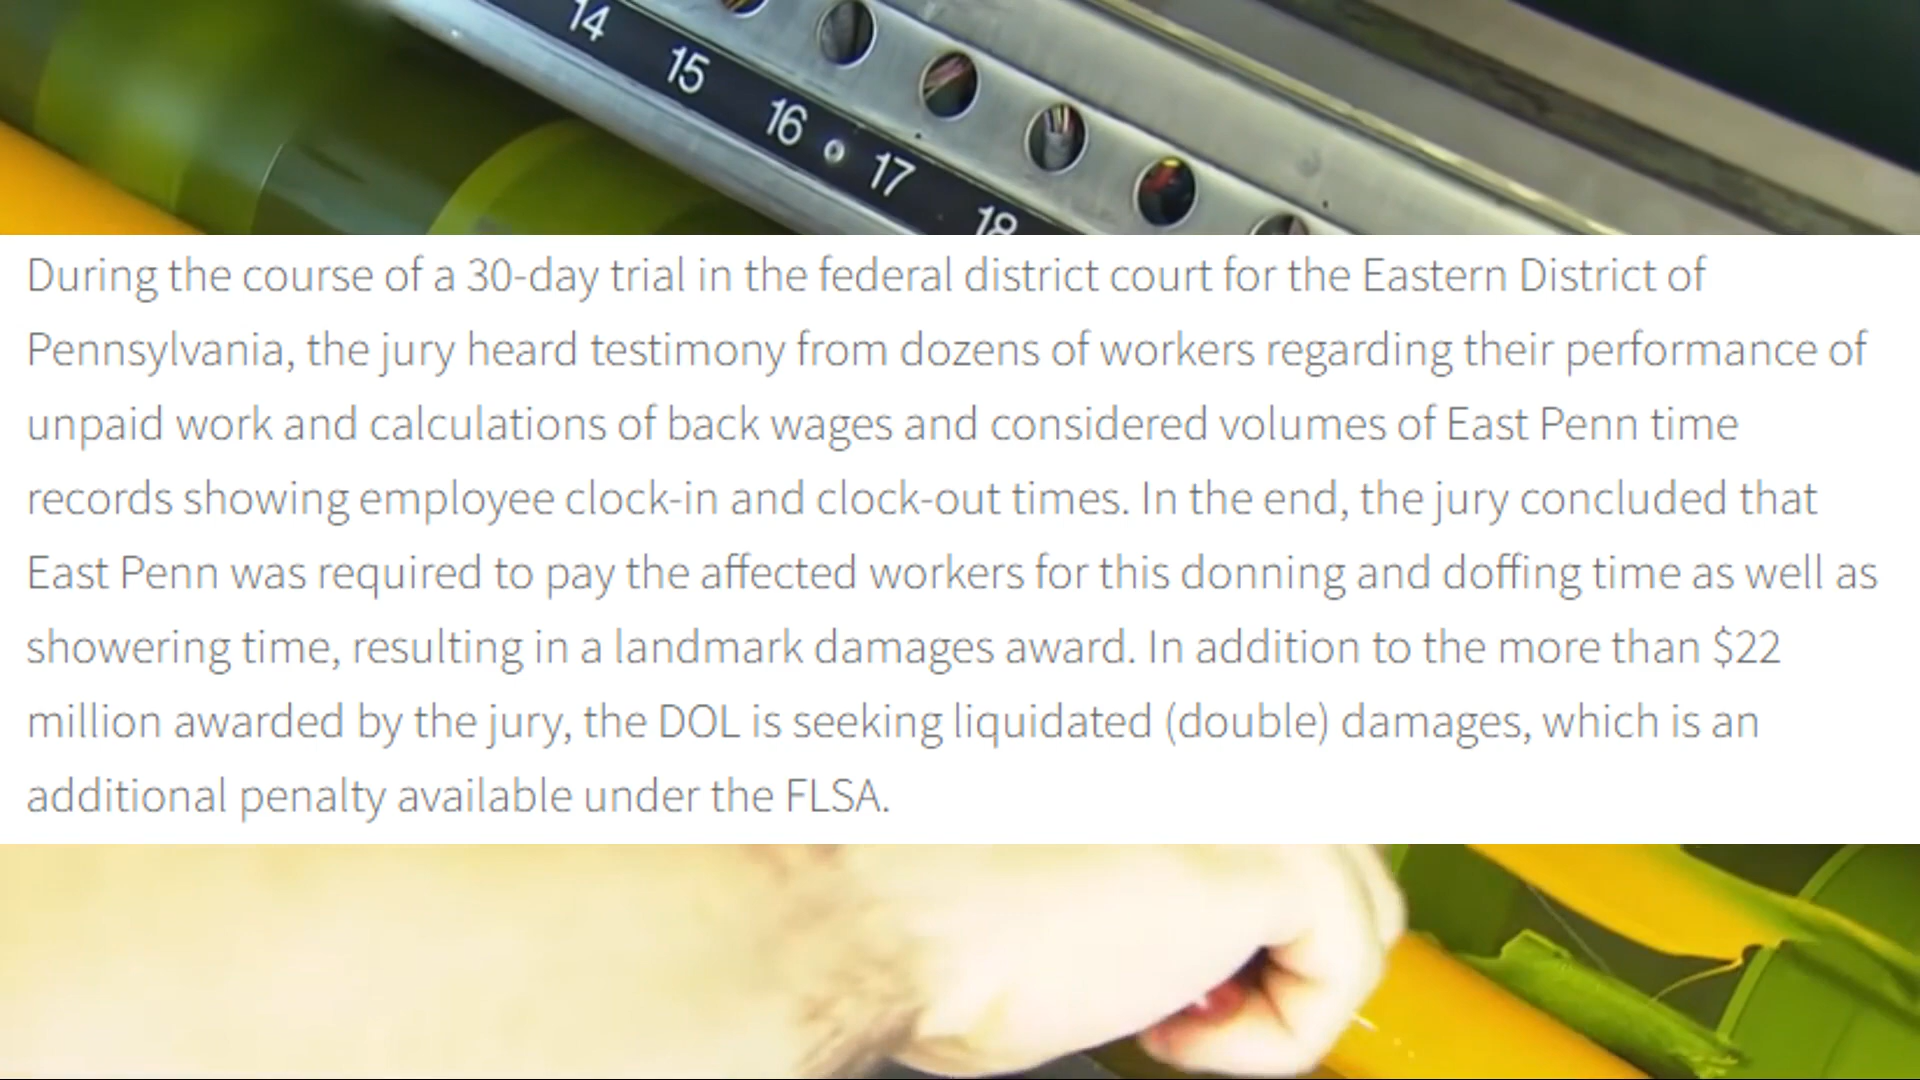 14
15
16
17
18
During the course of a 30-day trial in the federal district court for the Eastern District of
Pennsylvania, the jury heard testimony from dozens of workers regarding their performance of
unpaid work and calculations of back wages and considered volumes of East Penn time
records showing employee clock-in and clock-out times. In the end, the jury concluded that
East Penn was required to pay the affected workers for this donning and doffing time as well as
showering time, resulting in a landmark damages award. In addition to the more than $22
million awarded by the jury, the DOL is seeking liquidated (double) damages, which is an
additional penalty available under the FLSA.